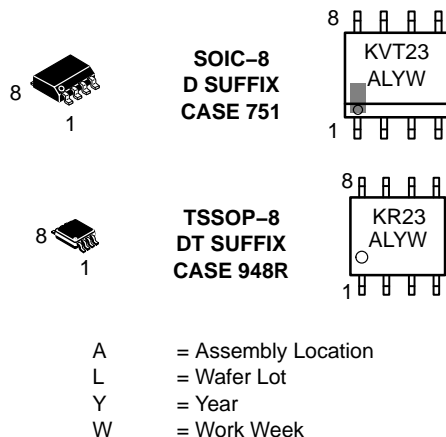 8
1
SOIC–8
D SUFFIX
CASE 751
8
KVT23
ALYW
1
8
1
TSSOP–8
DT SUFFIX
CASE 948R
8
KR23
ALYW
1
A = Assembly Location
L = Wafer Lot
Y = Year
W = Work Week